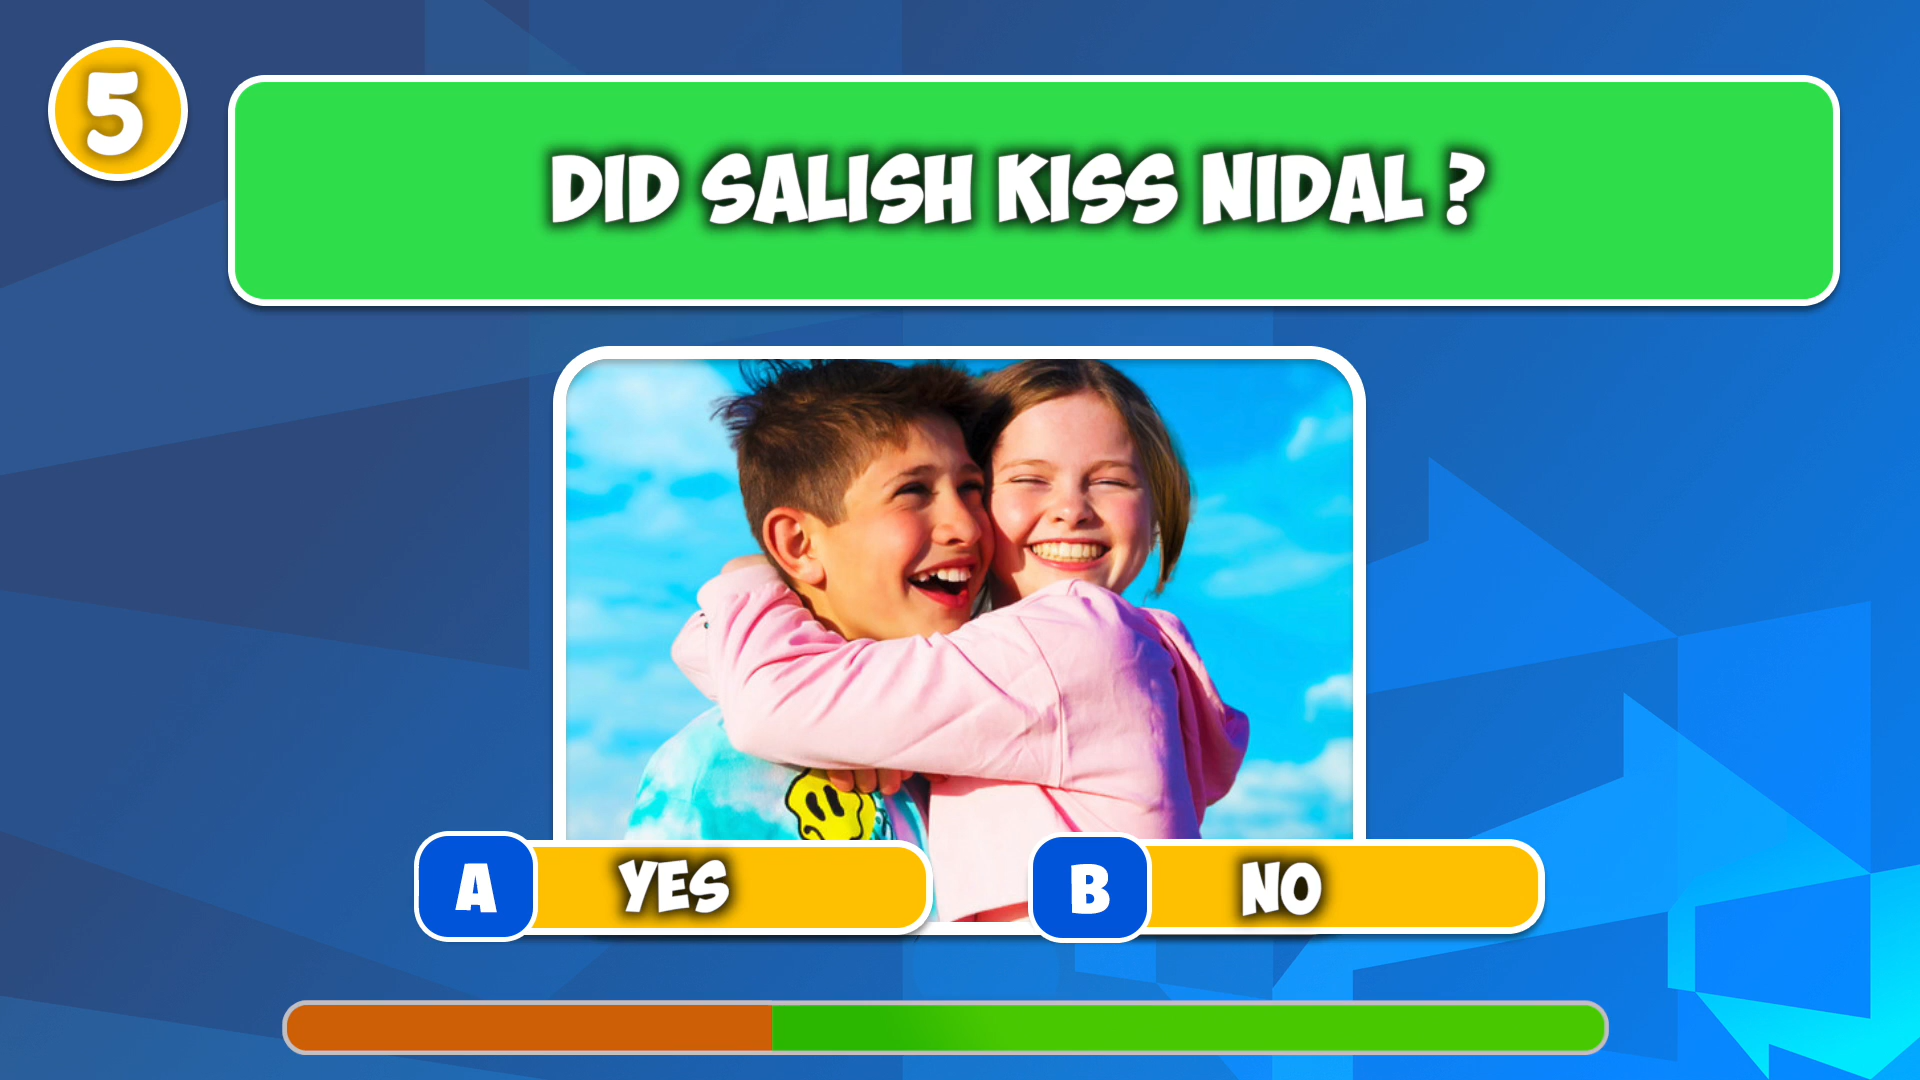 5
DID SALISH KISS NIDAL ?
A YES
B NO